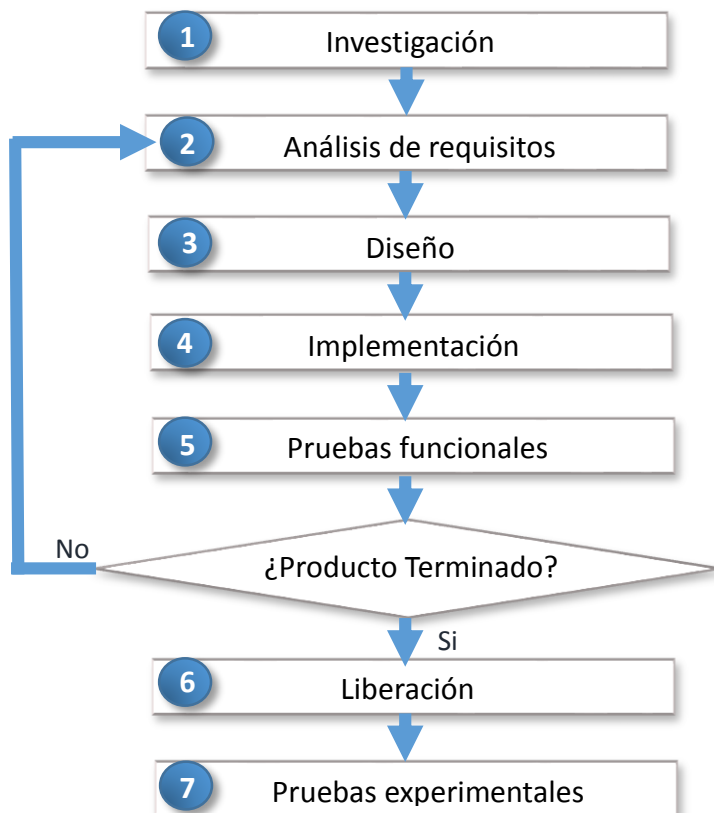 1 Investigación
2 Análisis de requisitos
3 Diseño
4 Implementación
5 Pruebas funcionales
¿Producto Terminado?
No
Si
6 Liberación
7 Pruebas experimentales